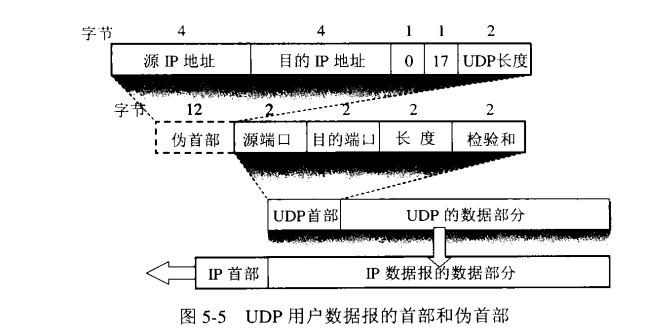 字节 4 4 1 1 2
源 IP 地址 目的 IP 地址 0 17 UDP长度
字节 12 2 2 2 2
伪首部 源端口 目的端口 长 度 检验和
UDP首部 UDP 的数据部分
IP 首部 IP 数据报的数据部分
图 5-5 UDP 用户数据报的首部和伪首部